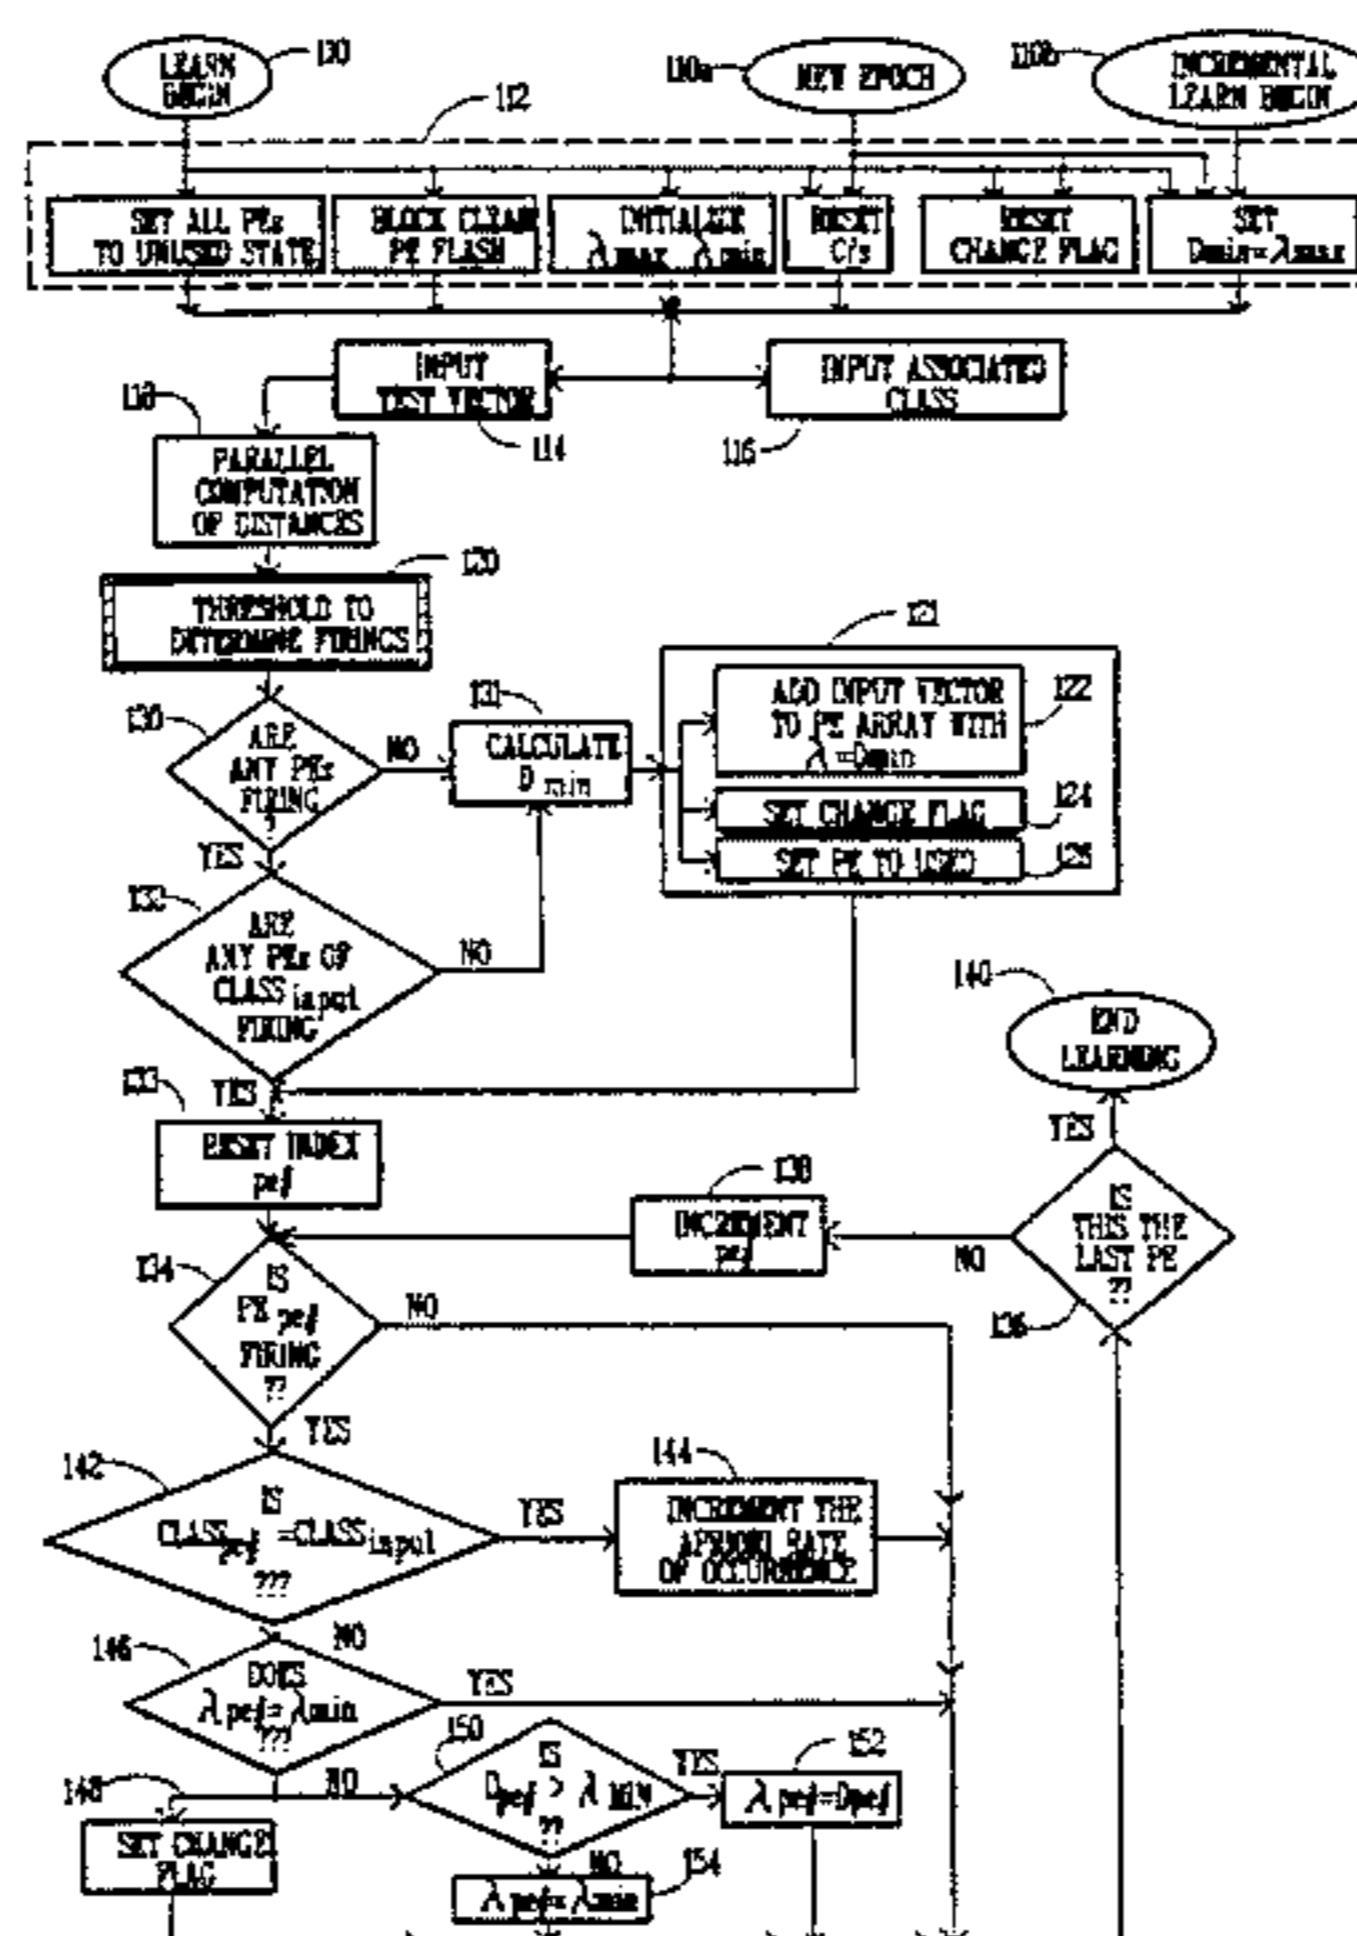 LEARN
BEGIN
110
110a
NEW EPOCH
110b
INCREMENTAL
LEARN BEGIN
112
SET ALL PEs
TO UNUSED STATE
BLOCK CLEAR
PE FLASH
INITIALIZE
λmax λmin
RESET
C's
RESET
CHANGE FLAG
SET
Dmin=λmax
INPUT
TEST VECTOR
114
INPUT ASSOCIATED
CLASS
116
118
PARALLEL
COMPUTATION
OF DISTANCES
120
THRESHOLD TO
DETERMINE FIRINGS
121
130
ARE
ANY PEs
FIRING
?
NO
YES
131
CALCULATE
D min
ADD INPUT VECTOR
TO PE ARRAY WITH
λ=Dmin
122
SET CHANGE FLAG
124
SET PE TO USED
132
ARE
ANY PEs OF
CLASS input
FIRING
NO
YES
140
END
LEARNING
YES
133
RESET INDEX
pe#
138
INCREMENT
pe#
NO
IS
THIS THE
LAST PE
??
136
134
IS
PE pe#
FIRING
??
NO
YES
142
IS
CLASS pe# =CLASS input
???
YES
NO
144
INCREMENT THE
APRIORI RATE
OF OCCURRENCE
146
DOES
λ pe#= λmin
???
YES
NO
148
SET CHANGE
FLAG
150
IS
Dpe# > λ MIN
??
YES
NO
152
λ pe#=Dpe#
154
λ pe#= λmin